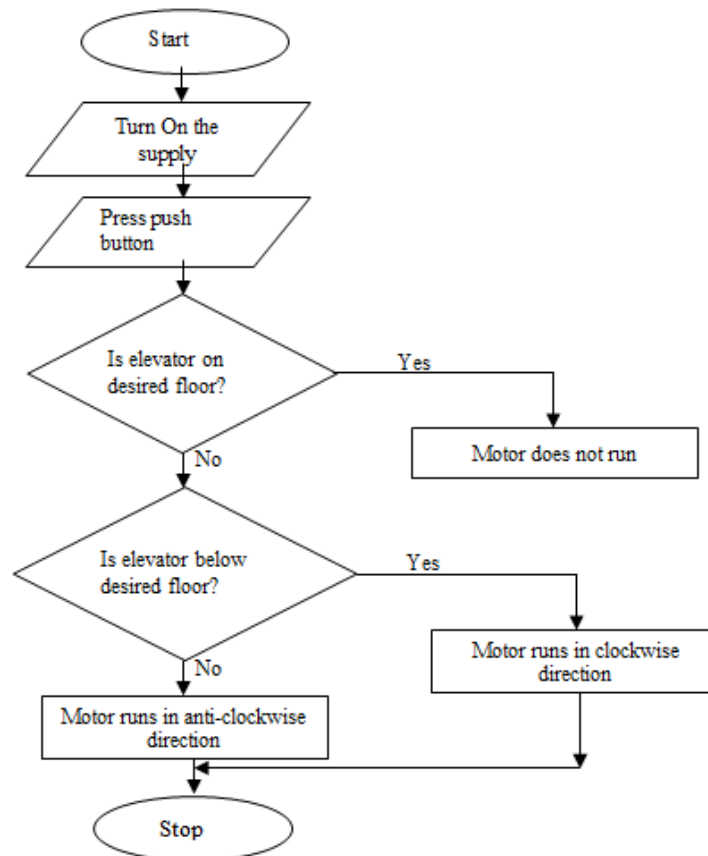 Start
Turn On the
supply
Press push
button
Is elevator on
desired floor?
Yes
Motor does not run
No
Is elevator below
desired floor?
Yes
Motor runs in clockwise
direction
No
Motor runs in anti-clockwise
direction
Stop